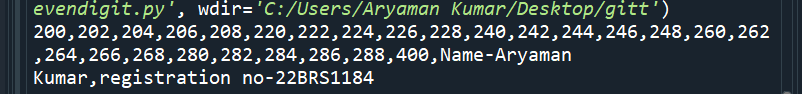 evendigit.py', wdir='C:/Users/Aryaman Kumar/Desktop/gitt')
200,202,204,206,208,220,222,224,226,228,240,242,244,246,248,260,262
,264,266,268,280,282,284,286,288,400,Name-Aryaman
Kumar,registration no-22BRS1184